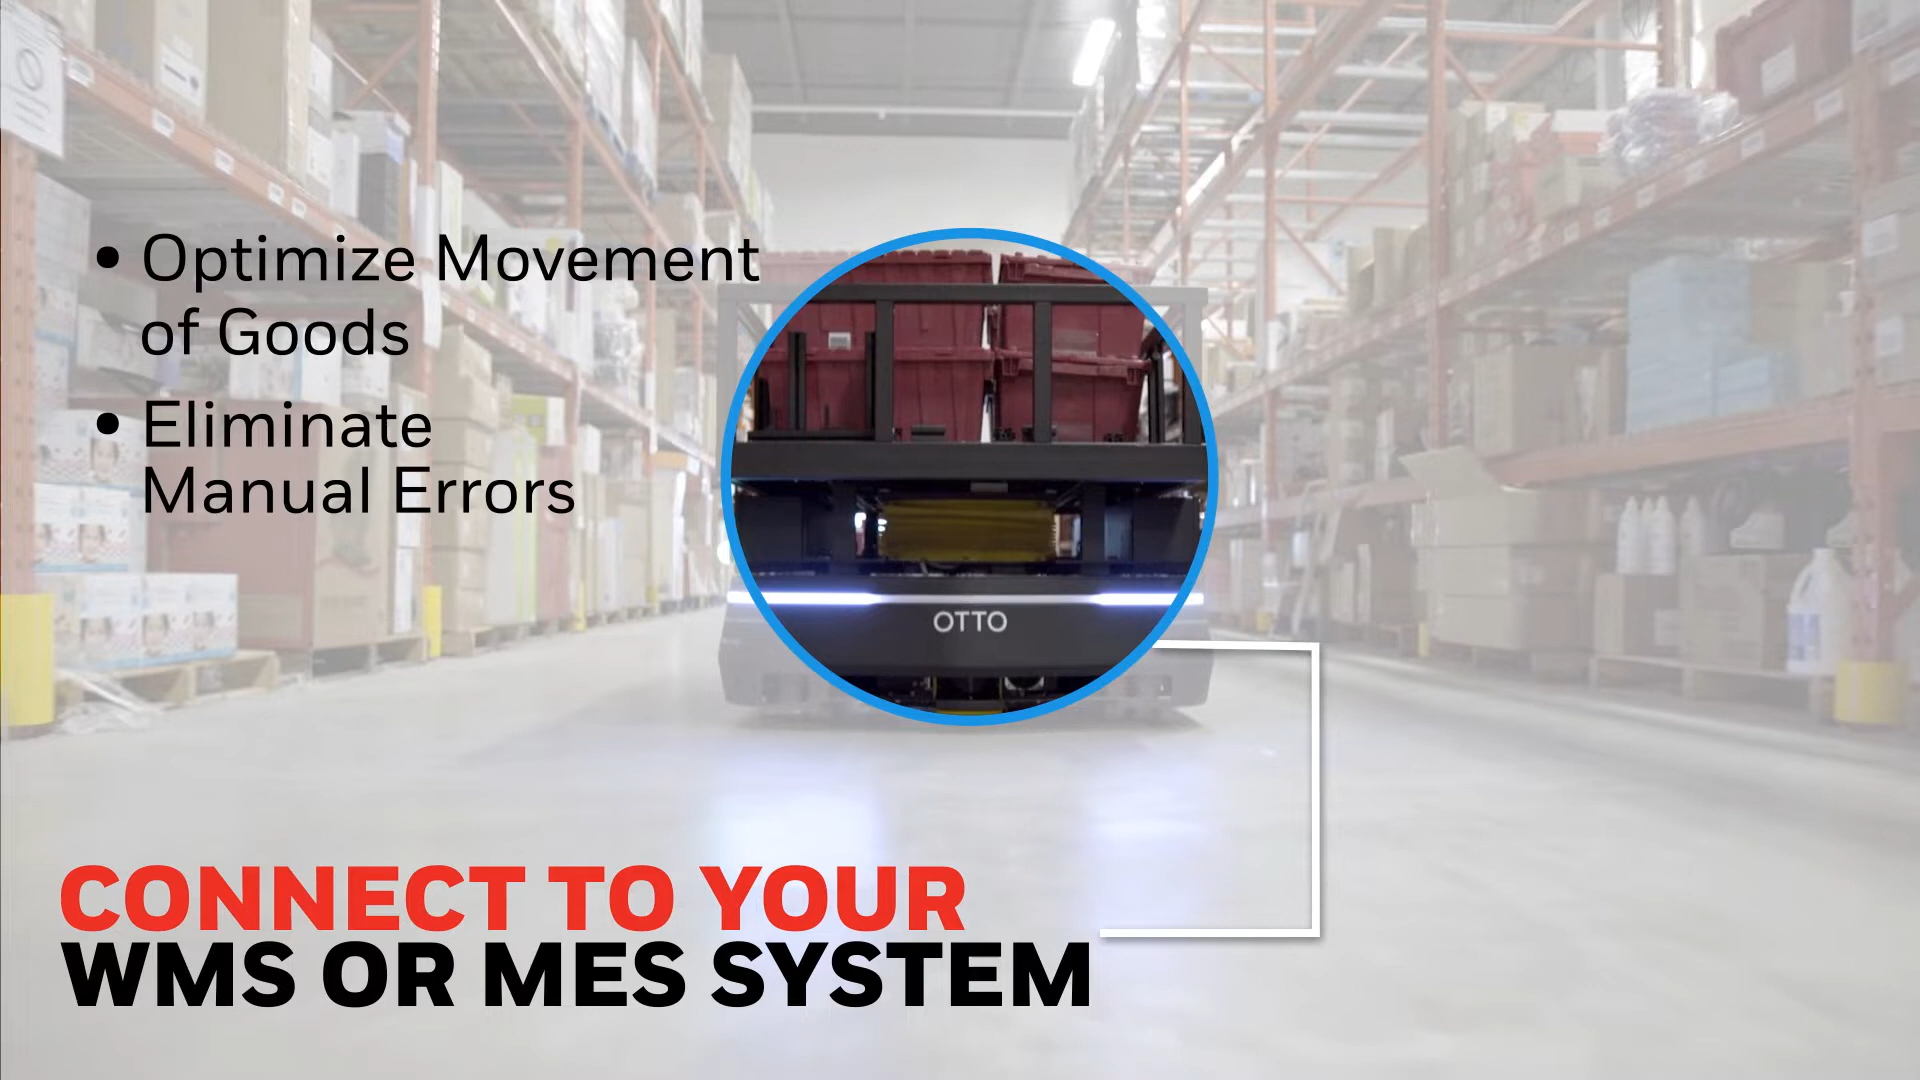 • Optimize Movement
of Goods
• Eliminate
Manual Errors
OTTO
CONNECT TO YOUR
WMS OR MES SYSTEM